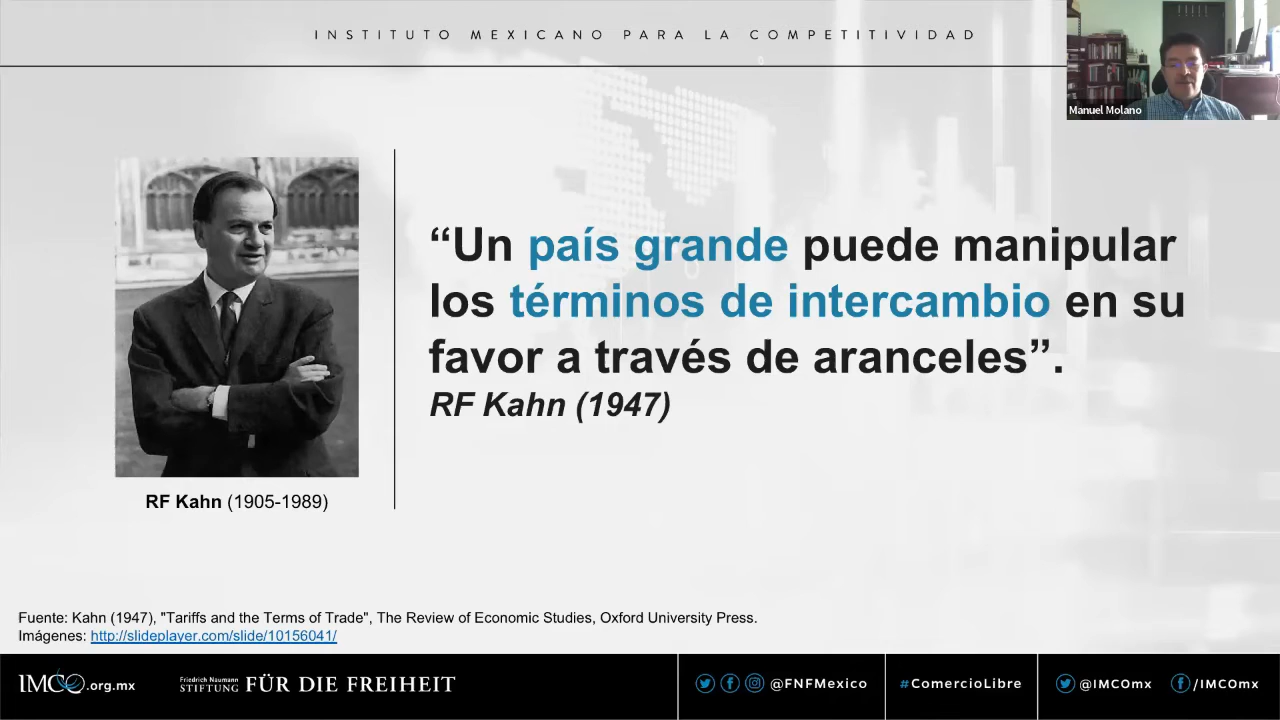 INSTITUTO MEXICANO PARA LA COMPETITIVIDAD
Manuel Molano
“Un país grande puede manipular
los términos de intercambio en su
favor a través de aranceles”.
RF Kahn (1947)
RF Kahn (1905-1989)
Fuente: Kahn (1947), "Tariffs and the Terms of Trade", The Review of Economic Studies, Oxford University Press.
Imágenes: http://slideplayer.com/slide/10156041/
IMCO.org.mx
Friedrich Naumann
STIFTUNG FÜR DIE FREIHEIT
@FNFMexico
#ComercioLibre
@IMCOmx
/IMCOmx